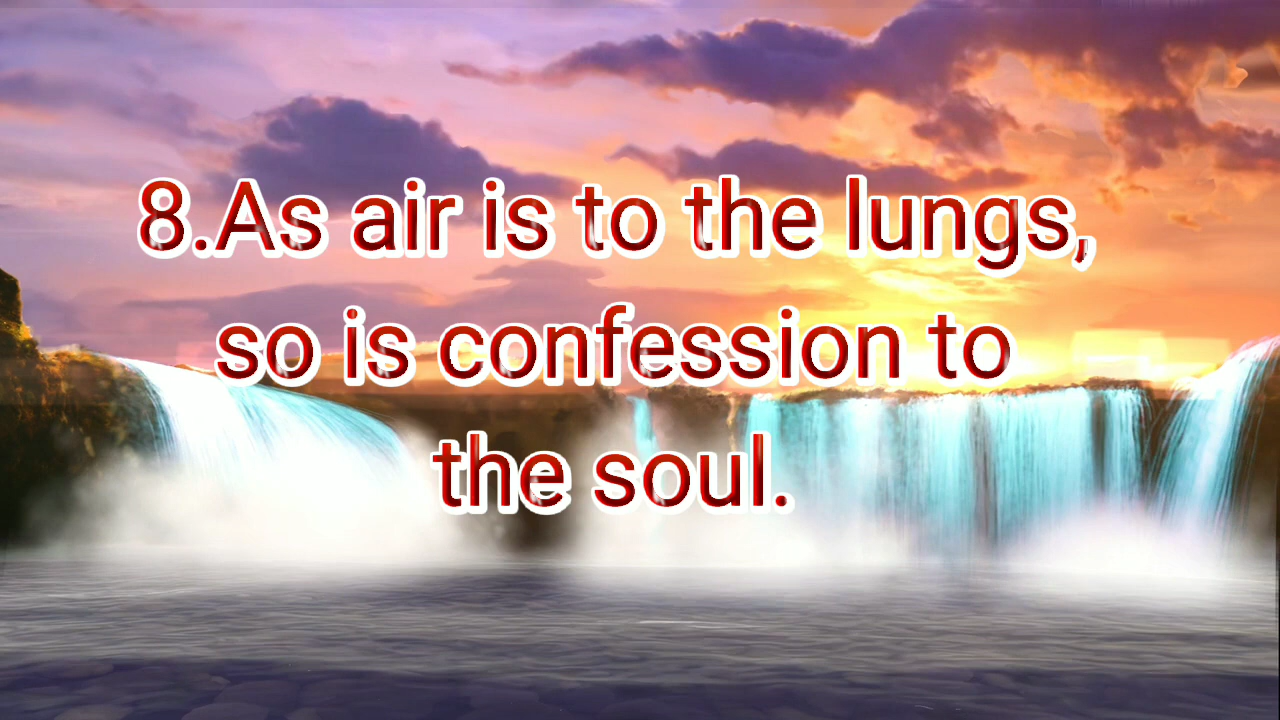 8.As air is to the lungs,
so is confession to
the soul.